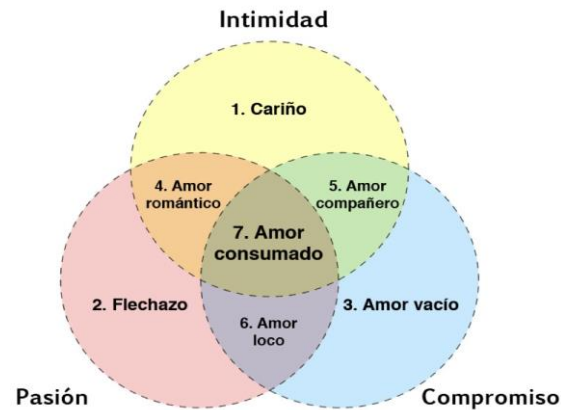 Intimidad
1. Cariño
4. Amor
romántico
5. Amor
compañero
7. Amor
consumado
2. Flechazo
3. Amor vacío
6. Amor
loco
Pasión
Compromiso